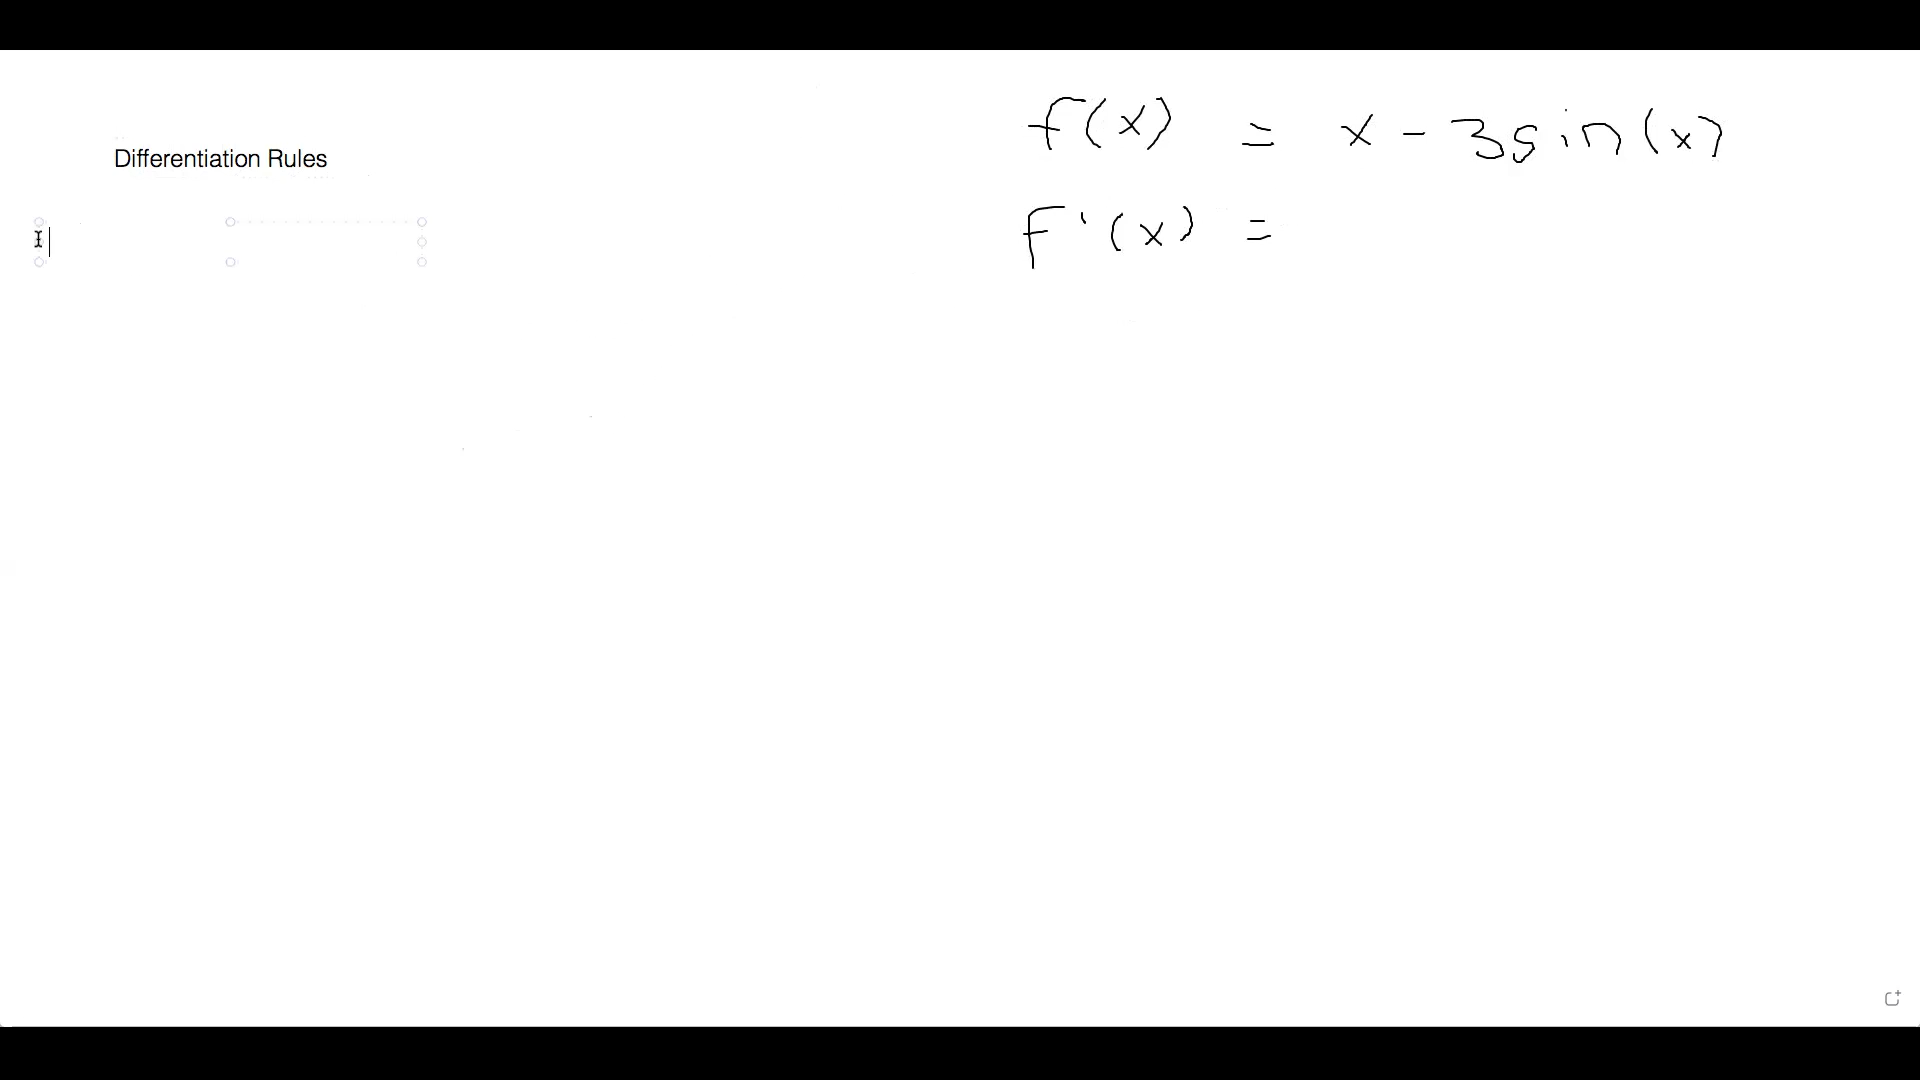 Differentiation Rules
f(x) = x - 3sin(x)
f'(x) =